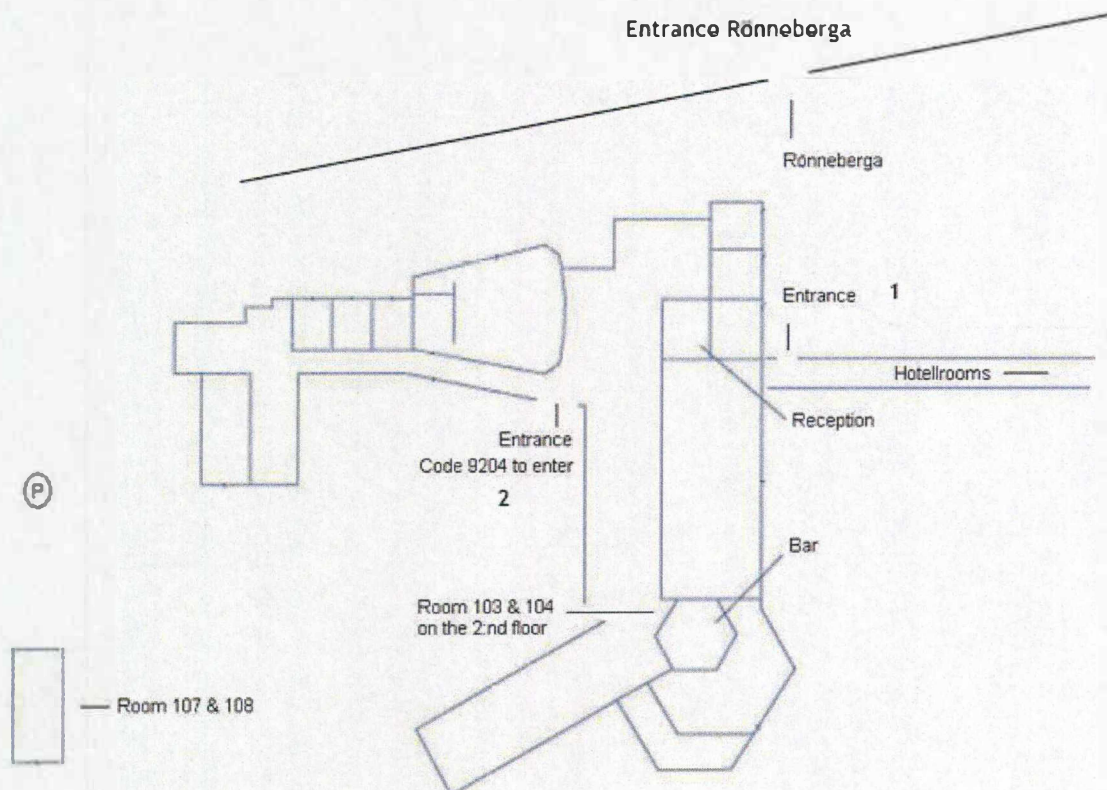 Entrance Rönneberga
Rönneberga
Entrance 1
Hotellrooms
Reception
Entrance
Code 9204 to enter
2
P
Bar
Room 103 & 104
on the 2:nd floor
Room 107 & 108